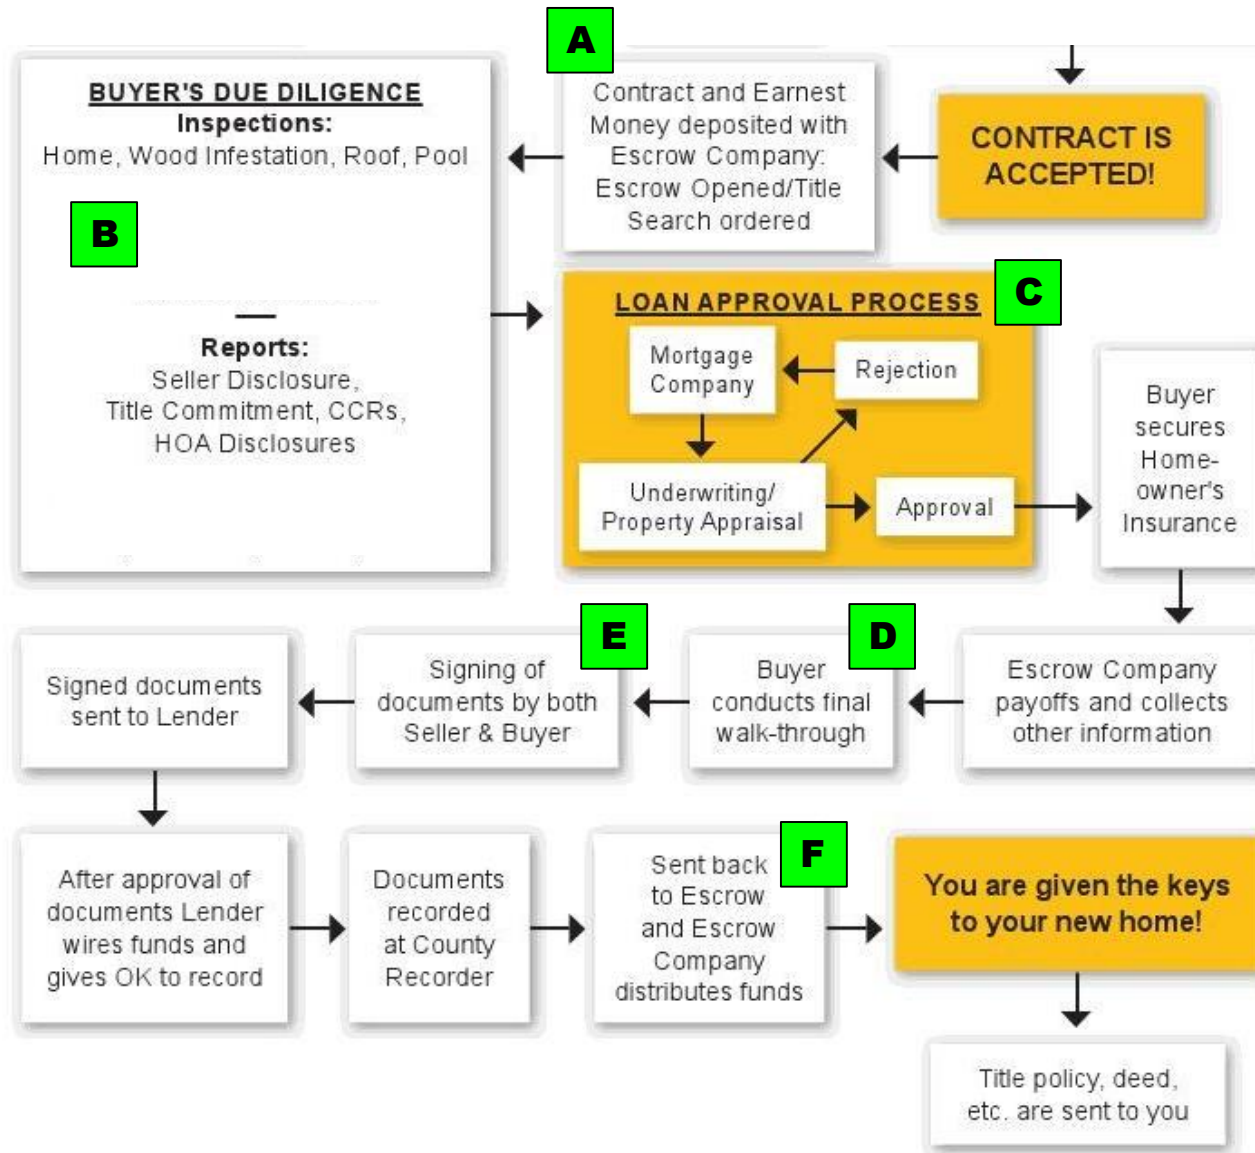 A
BUYER'S DUE DILIGENCE
Inspections:
Home, Wood Infestation, Roof, Pool
B
Reports:
Seller Disclosure,
Title Commitment, CCRs,
HOA Disclosures
Contract and Earnest
Money deposited with
Escrow Company:
Escrow Opened/Title
Search ordered
CONTRACT IS
ACCEPTED!
C
LOAN APPROVAL PROCESS
Mortgage
Company
Rejection
Underwriting/
Property Appraisal
Approval
Buyer
secures
Home-
owner's
Insurance
E
D
Signed documents
sent to Lender
Signing of
documents by both
Seller & Buyer
Buyer
conducts final
walk-through
Escrow Company
payoffs and collects
other information
After approval of
documents Lender
wires funds and
gives OK to record
Documents
recorded
at County
Recorder
F
Sent back
to Escrow
and Escrow
Company
distributes funds
You are given the keys
to your new home!
Title policy, deed,
etc. are sent to you